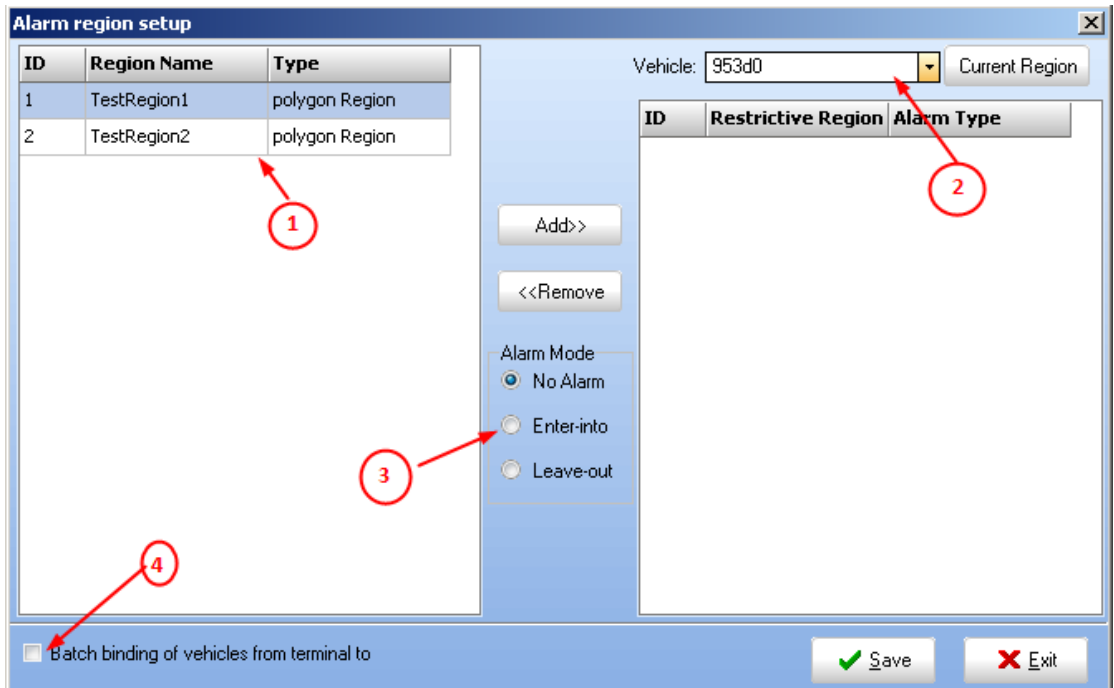 Alarm region setup
ID Region Name Type
1 TestRegion1 polygon Region
2 TestRegion2 polygon Region
1
Add>>
<<Remove
Alarm Mode
No Alarm
Enter-into
Leave-out
3
Vehicle: 953d0 Current Region
ID Restrictive Region Alarm Type
2
4
Batch binding of vehicles from terminal to
Save Exit